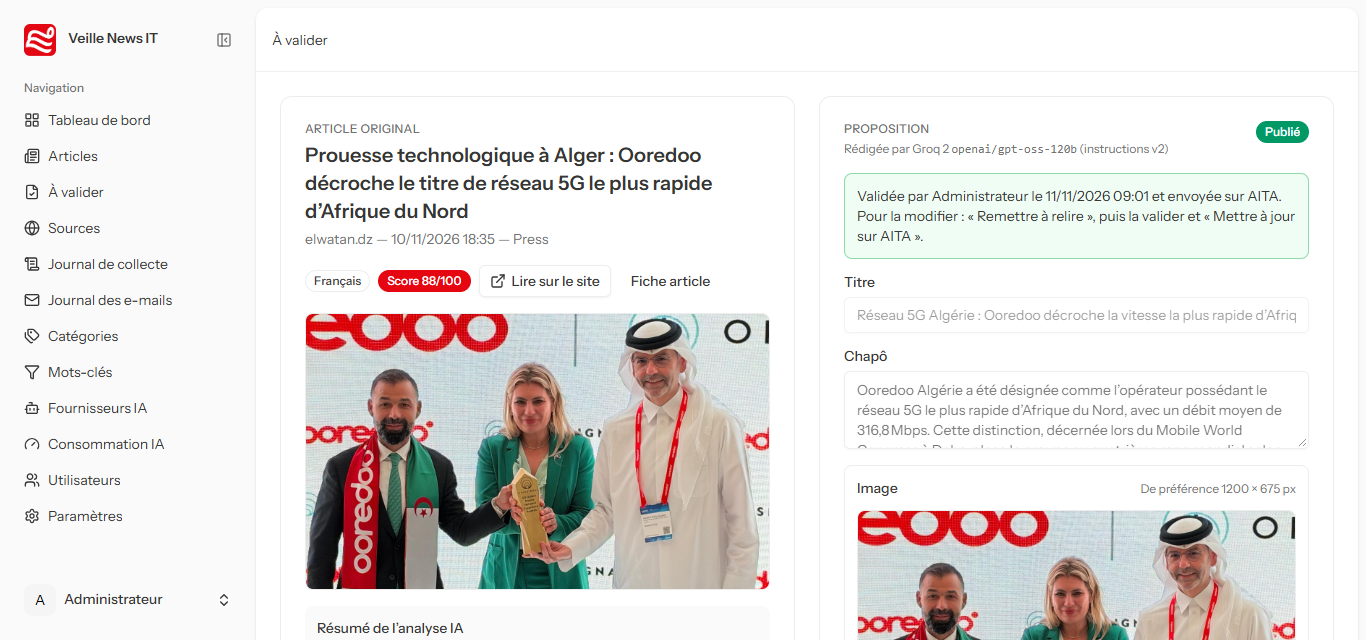 Veille News IT
Navigation
Tableau de bord
Articles
À valider
Sources
Journal de collecte
Journal des e-mails
Catégories
Mots-clés
Fournisseurs IA
Consommation IA
Utilisateurs
Paramètres
A Administrateur
À valider
ARTICLE ORIGINAL
Prouesse technologique à Alger : Ooredoo
décroche le titre de réseau 5G le plus rapide
d’Afrique du Nord
elwatan.dz — 10/11/2026 18:35 — Press
Français Score 88/100 Lire sur le site Fiche article
ooredoo
Résumé de l’analyse IA
PROPOSITION
Publié
Rédigée par Groq 2 openai/gpt-oss-120b (instructions v2)
Validée par Administrateur le 11/11/2026 09:01 et envoyée sur AITA.
Pour la modifier : « Remettre à relire », puis la valider et « Mettre à jour
sur AITA ».
Titre
Réseau 5G Algérie : Ooredoo décroche la vitesse la plus rapide d’Afriq
Chapô
Ooredoo Algérie a été désignée comme l’opérateur possédant le
réseau 5G le plus rapide d’Afrique du Nord, avec un débit moyen de
316,8 Mbps. Cette distinction, décernée lors du Mobile World
Image
De préférence 1200 × 675 px